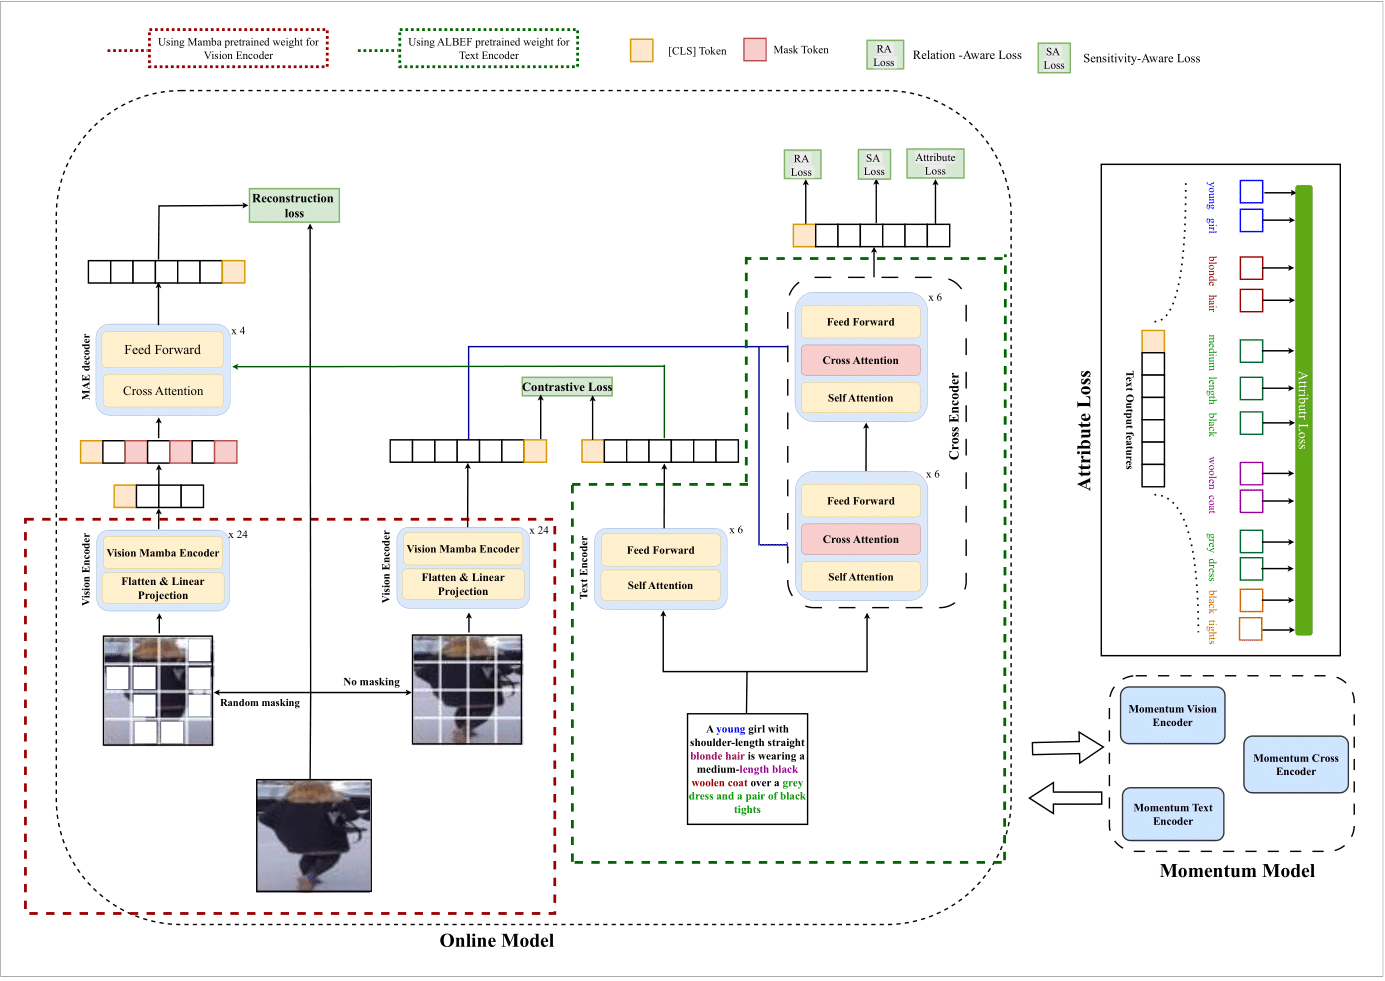 Using Mamba pretrained weight for
Vision Encoder
Using ALBEF pretrained weight for
Text Encoder
[CLS] Token
Mask Token
RA
Loss
Relation -Aware Loss
SA
Loss
Sensitivity-Aware Loss
Reconstruction
loss
RA
Loss
SA
Loss
Attribute
Loss
MAE decoder
x 4
Feed Forward
Cross Attention
Contrastive Loss
Cross Encoder
x 6
Feed Forward
Cross Attention
Self Attention
x 6
Feed Forward
Cross Attention
Self Attention
Vision Encoder
x 24
Vision Mamba Encoder
Flatten & Linear
Projection
Vision Encoder
x 24
Vision Mamba Encoder
Flatten & Linear
Projection
Text Encoder
x 6
Feed Forward
Self Attention
No masking
Random masking
A young girl with
shoulder-length straight
blonde hair is wearing a
medium-length black
woolen coat over a grey
dress and a pair of black
tights
Online Model
Attribute Loss
Text Output features
young girl
blonde hair
medium length black
woolen coat
grey dress
black tights
Attributr Loss
Momentum Vision
Encoder
Momentum Cross
Encoder
Momentum Text
Encoder
Momentum Model